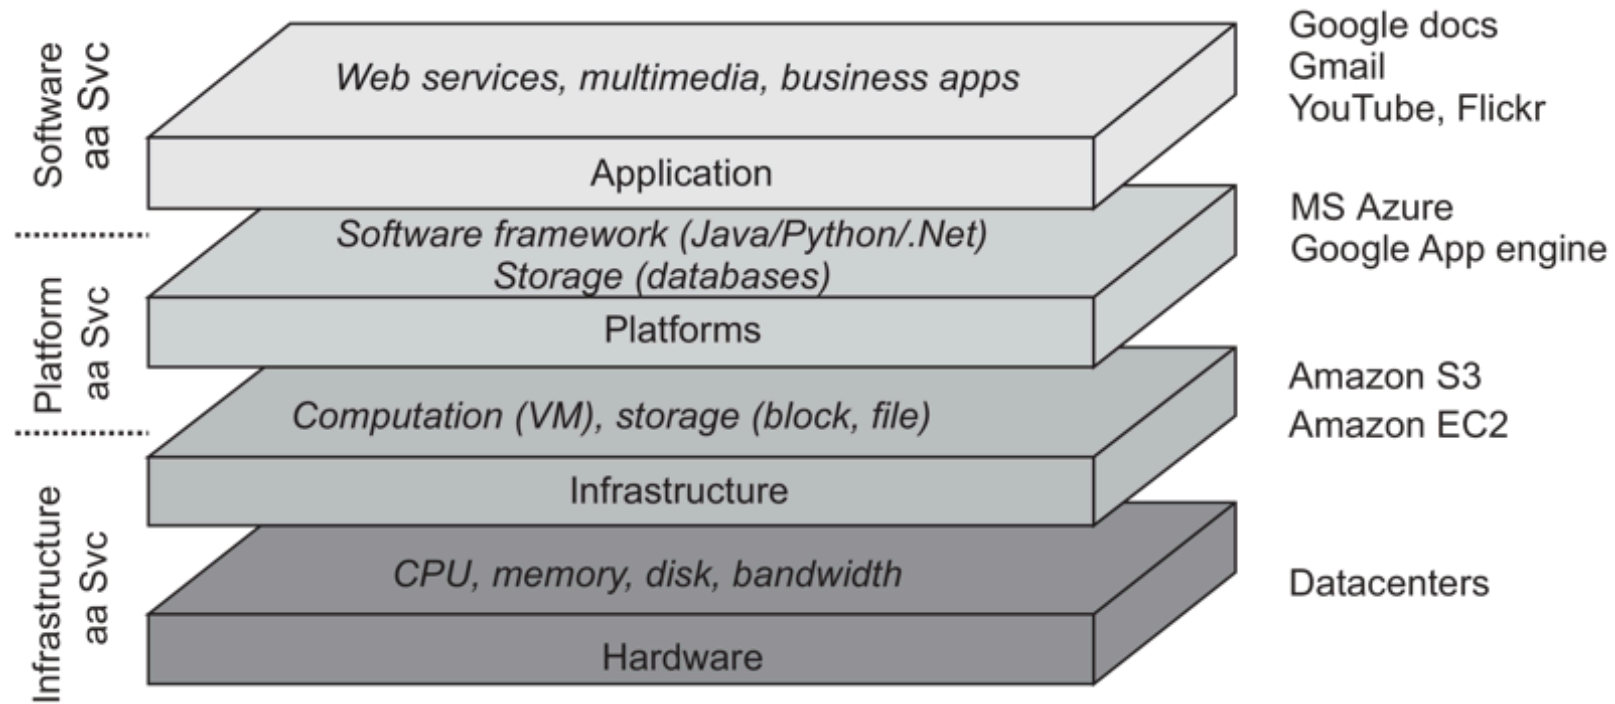 Software
aa Svc
Web services, multimedia, business apps
Application
Google docs
Gmail
YouTube, Flickr
Platform
aa Svc
Software framework (Java/Python/.Net)
Storage (databases)
Platforms
MS Azure
Google App engine
Infrastructure
aa Svc
Computation (VM), storage (block, file)
Infrastructure
Amazon S3
Amazon EC2
CPU, memory, disk, bandwidth
Hardware
Datacenters